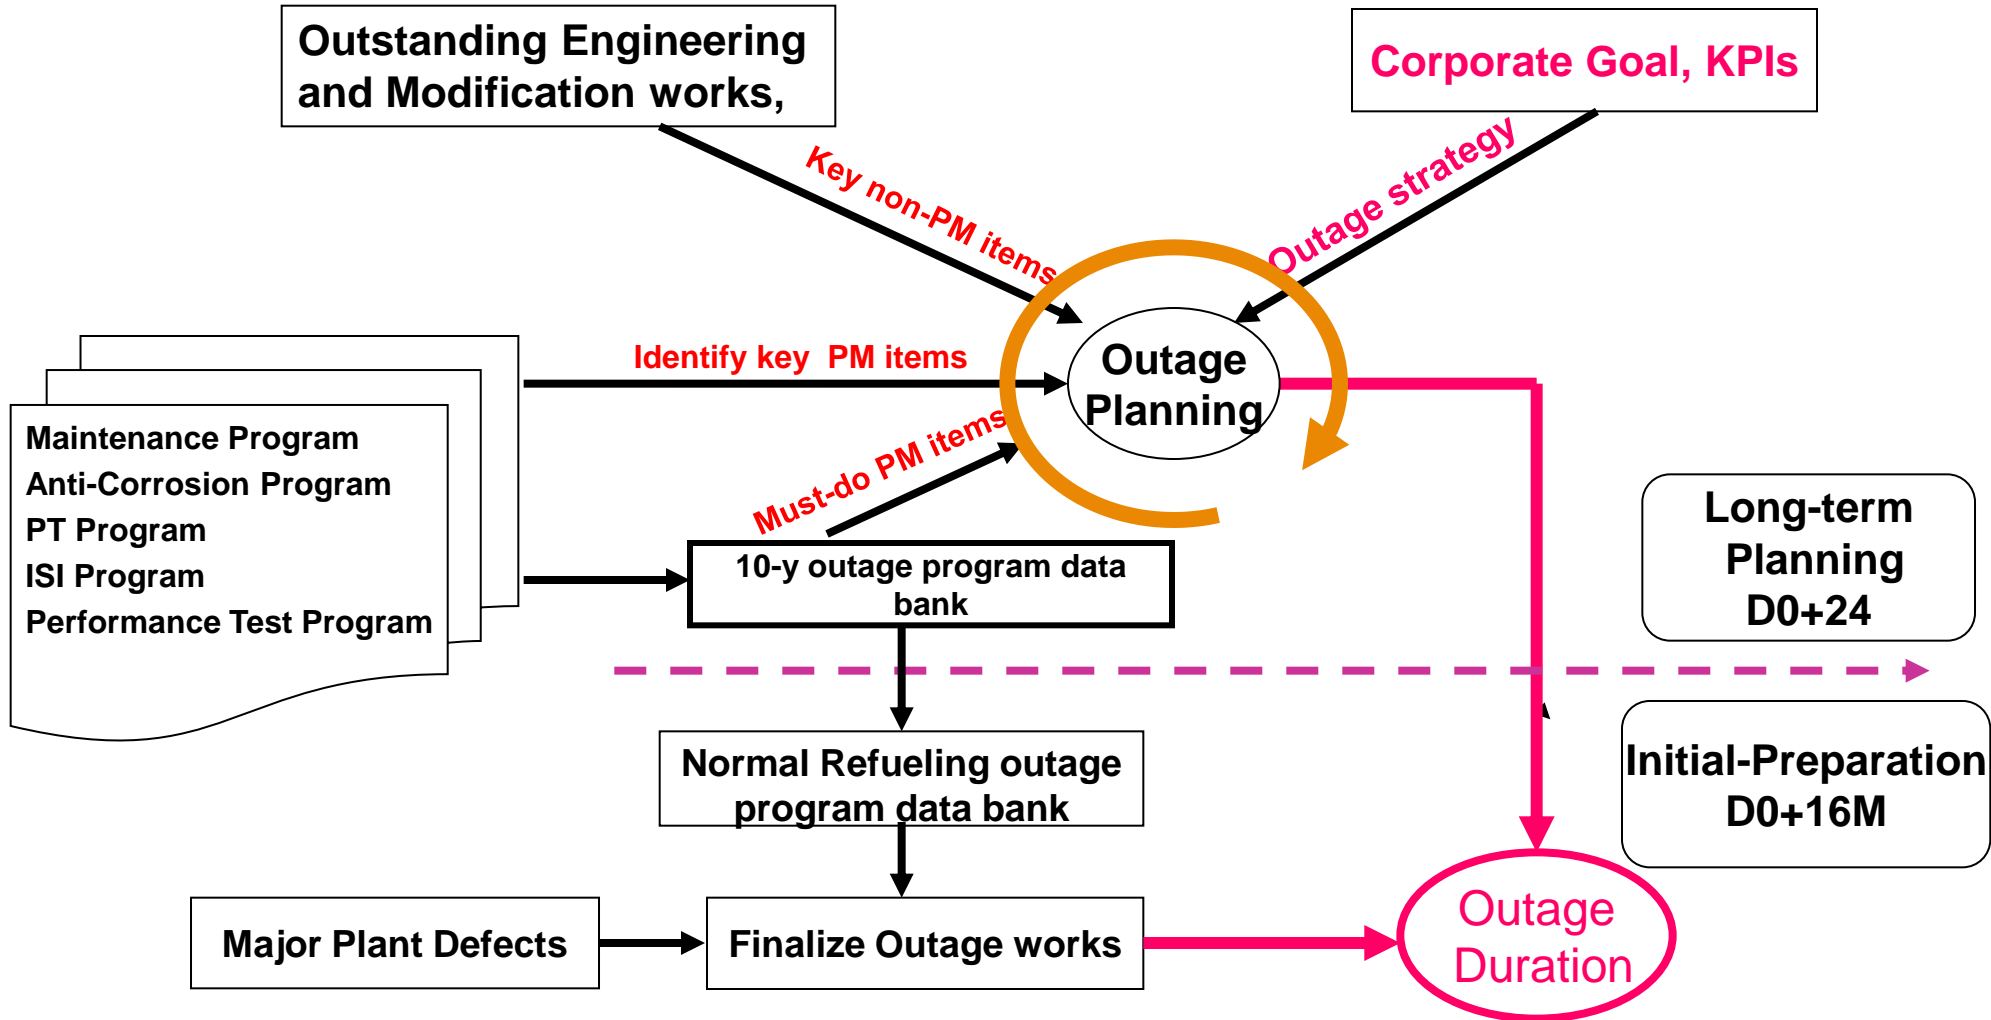 Outstanding Engineering
and Modification works,
Corporate Goal, KPIs
Key non-PM items
Outage strategy
Identify key  PM items
Outage
Planning
Maintenance Program
Anti-Corrosion Program
PT Program
ISI Program
Performance Test Program
Must-do PM items
10-y outage program data
bank
Long-term
Planning
D0+24
Normal Refueling outage
program data bank
Initial-Preparation
D0+16M
Major Plant Defects
Finalize Outage works
Outage
Duration